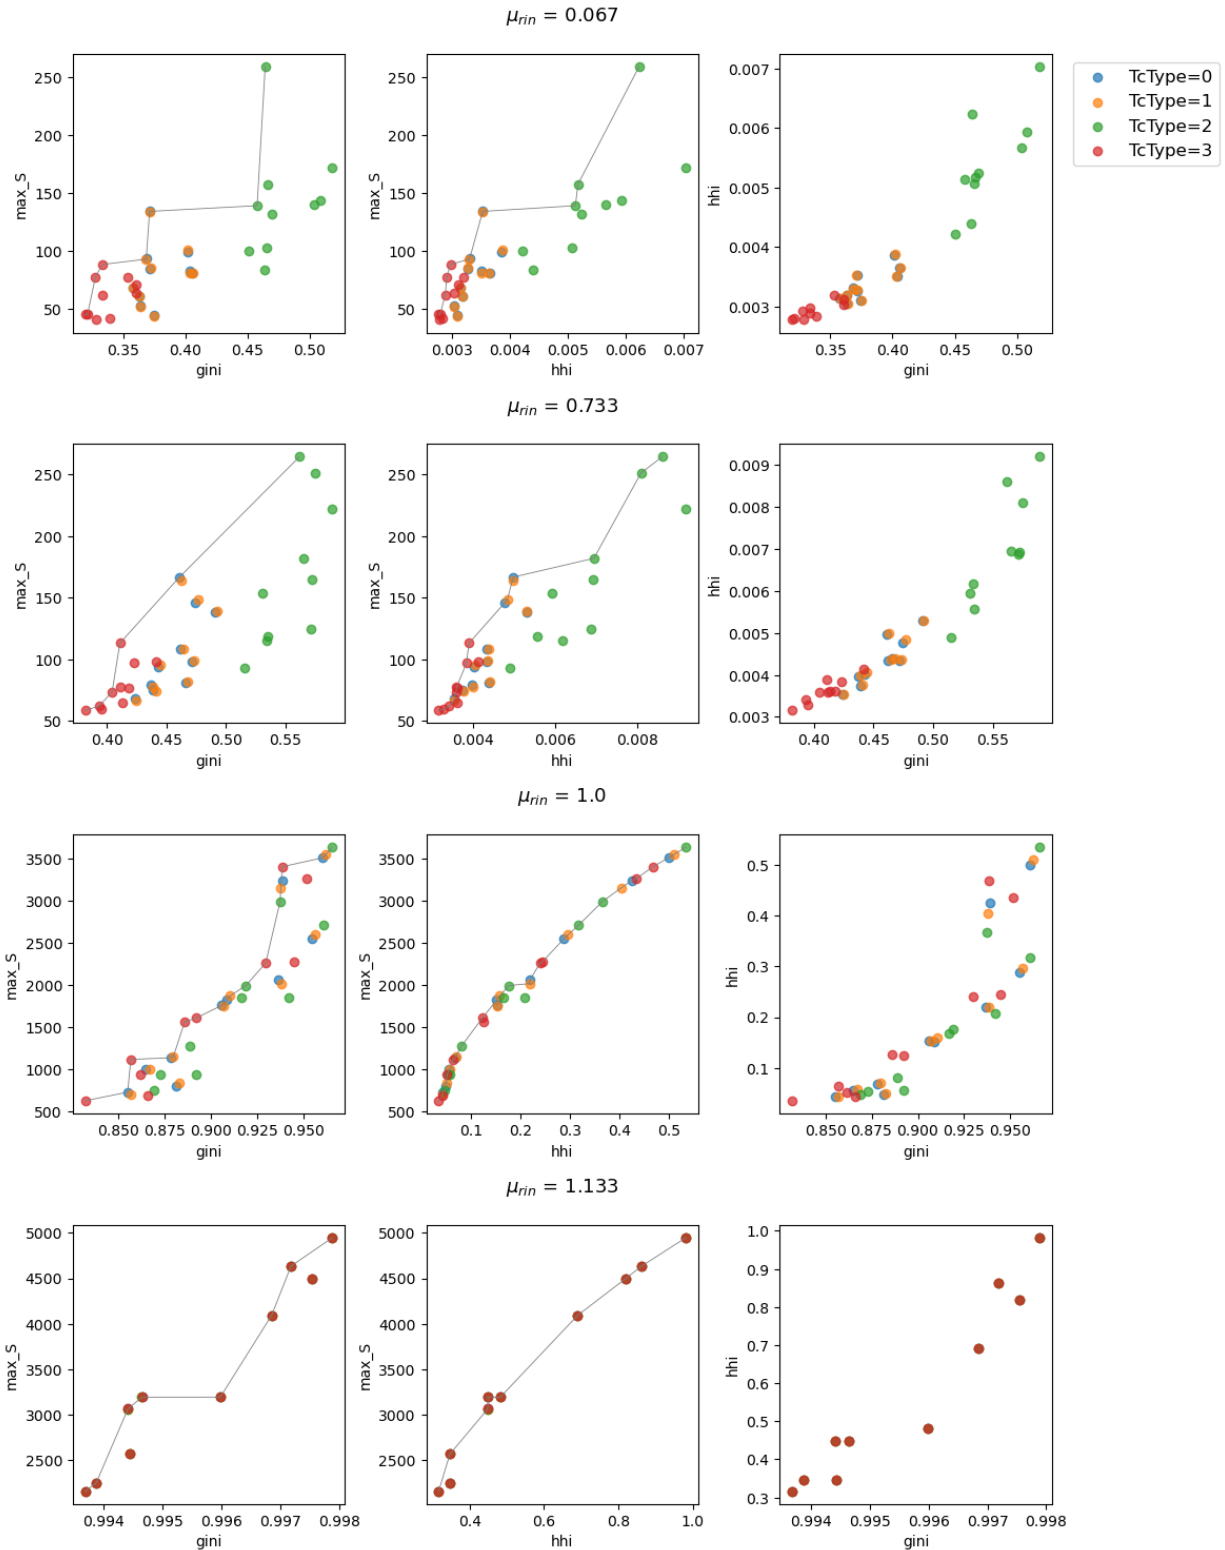 μrin = 0.067
250
200
150
100
50
max_S
0.35 0.40 0.45 0.50
gini
250
200
150
100
50
max_S
0.003 0.004 0.005 0.006 0.007
hhi
0.007
0.006
0.005
0.004
0.003
hhi
0.35 0.40 0.45 0.50
gini
TcType=0
TcType=1
TcType=2
TcType=3
μrin = 0.733
250
200
150
100
50
max_S
0.40 0.45 0.50 0.55
gini
250
200
150
100
50
max_S
0.004 0.006 0.008
hhi
0.009
0.008
0.007
0.006
0.005
0.004
0.003
hhi
0.40 0.45 0.50 0.55
gini
μrin = 1.0
3500
3000
2500
2000
1500
1000
500
max_S
0.850 0.875 0.900 0.925 0.950
gini
3500
3000
2500
2000
1500
1000
500
max_S
0.1 0.2 0.3 0.4 0.5
hhi
0.5
0.4
0.3
0.2
0.1
hhi
0.850 0.875 0.900 0.925 0.950
gini
μrin = 1.133
5000
4500
4000
3500
3000
2500
max_S
0.994 0.995 0.996 0.997 0.998
gini
5000
4500
4000
3500
3000
2500
max_S
0.4 0.6 0.8 1.0
hhi
1.0
0.9
0.8
0.7
0.6
0.5
0.4
0.3
hhi
0.994 0.995 0.996 0.997 0.998
gini